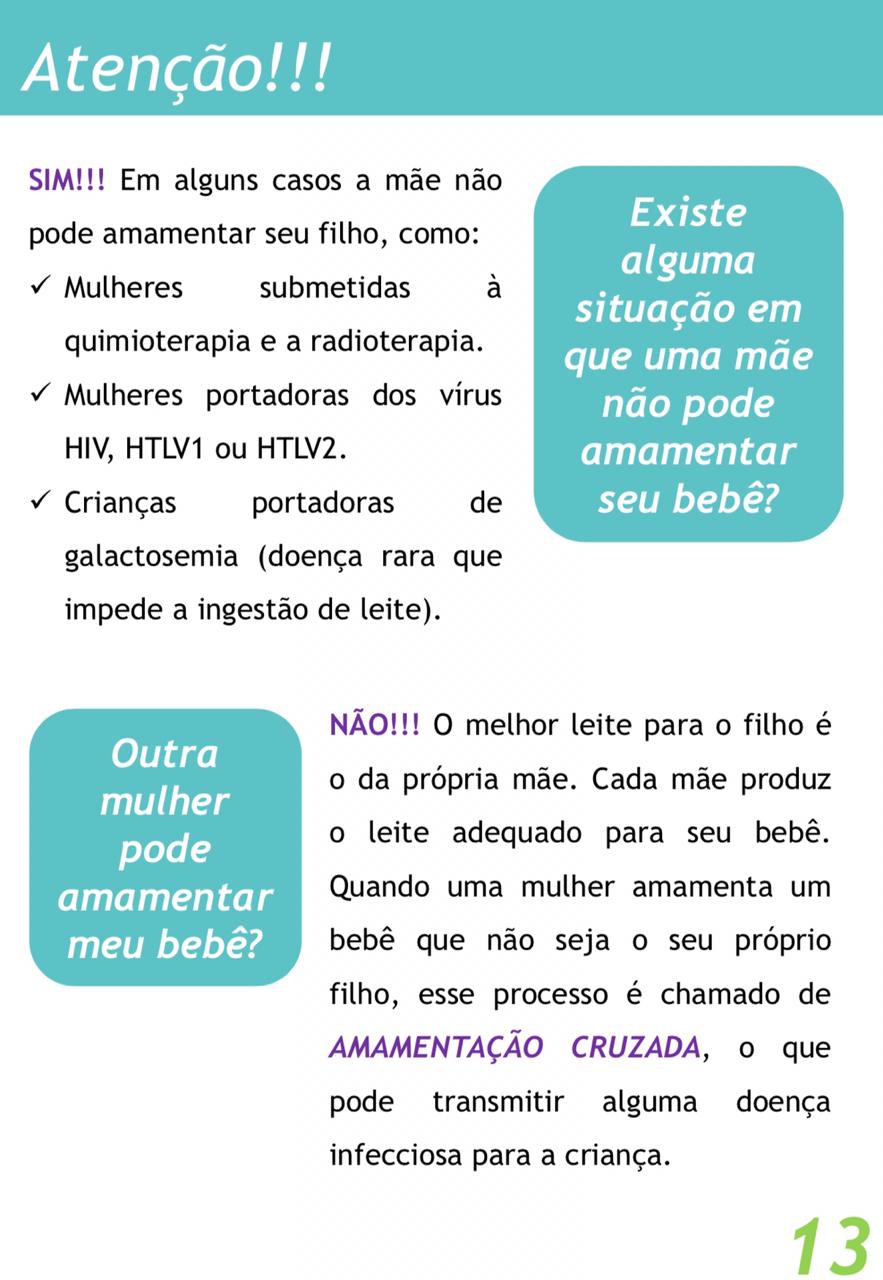 Atenção!!!
Existe
alguma
situação em
que uma mãe
não pode
amamentar
seu bebê?
SIM!!! Em alguns casos a mãe não
pode amamentar seu filho, como:
✓ Mulheres submetidas à
quimioterapia e a radioterapia.
✓ Mulheres portadoras dos vírus
HIV, HTLV1 ou HTLV2.
✓ Crianças portadoras de
galactosemia (doença rara que
impede a ingestão de leite).
Outra
mulher
pode
amamentar
meu bebê?
NÃO!!! O melhor leite para o filho é
o da própria mãe. Cada mãe produz
o leite adequado para seu bebê.
Quando uma mulher amamenta um
bebê que não seja o seu próprio
filho, esse processo é chamado de
AMAMENTAÇÃO CRUZADA, o que
pode transmitir alguma doença
infecciosa para a criança.
13